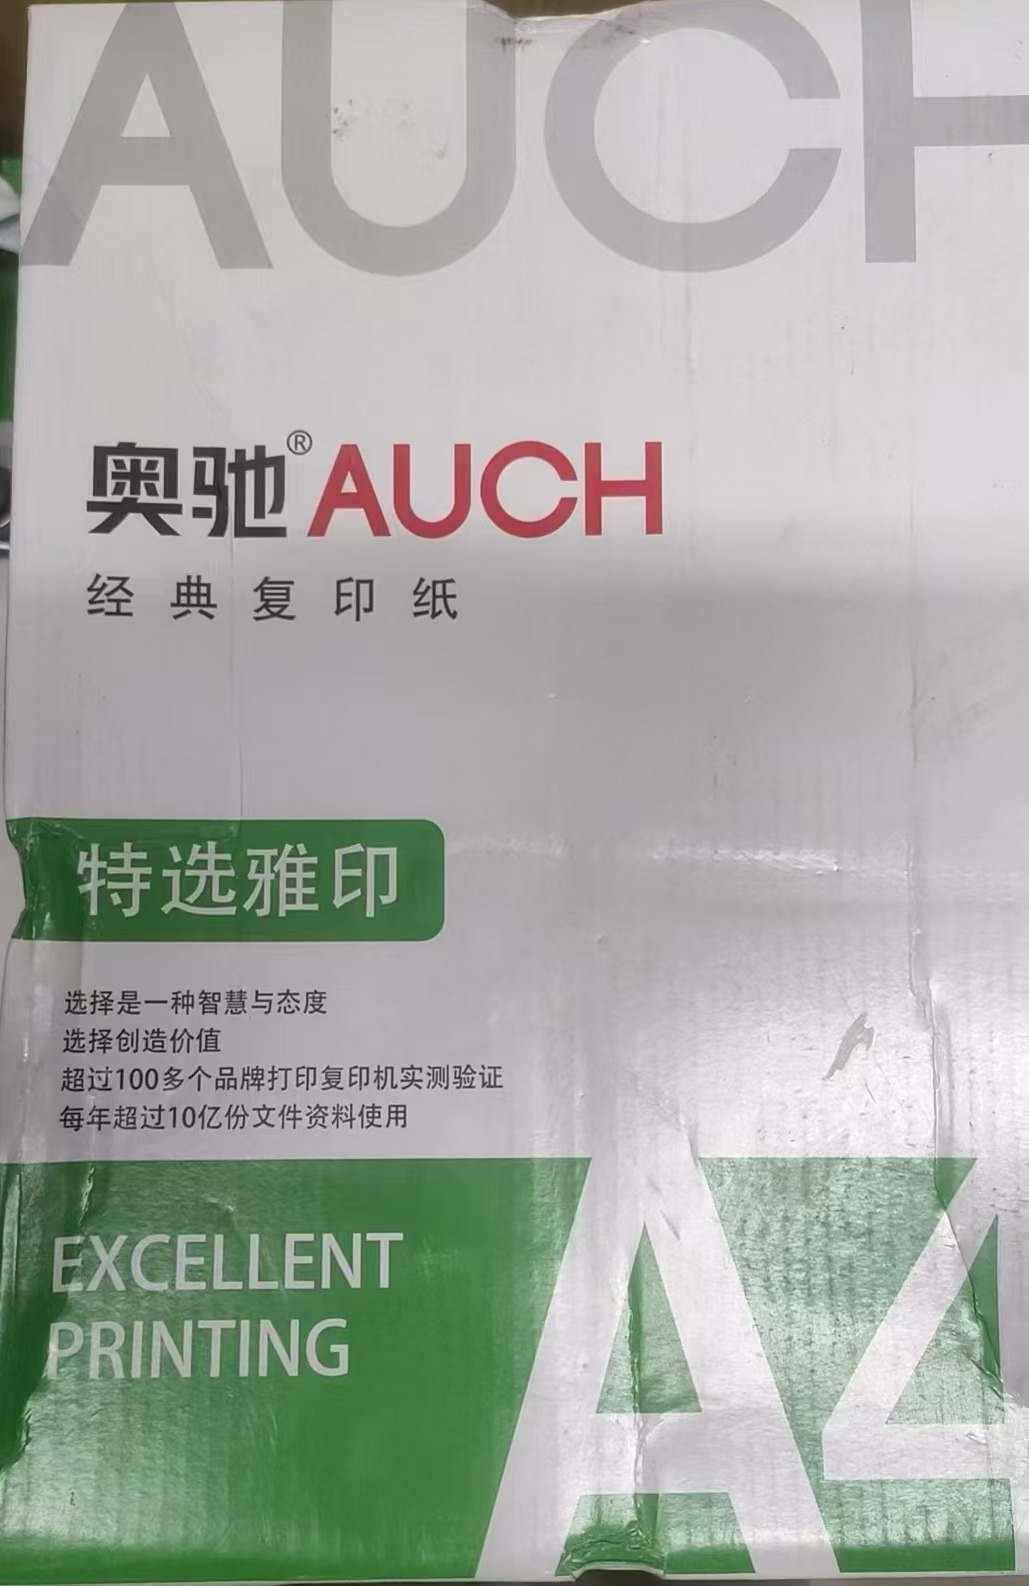 AUCH
奥驰®AUCH
经典复印纸
特选雅印
选择是一种智慧与态度
选择创造价值
超过100多个品牌打印复印机实测验证
每年超过10亿份文件资料使用
EXCELLENT
PRINTING
A4